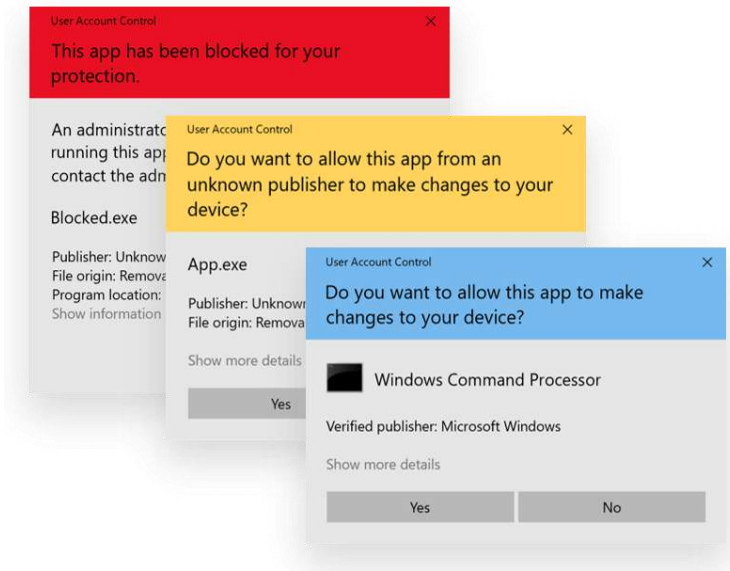 User Account Control
This app has been blocked for your
protection.
An administrato
running this app
contact the adm
Blocked.exe
Publisher: Unknow
File origin: Remova
Program location:
Show information
User Account Control
Do you want to allow this app from an
unknown publisher to make changes to your
device?
App.exe
Publisher: Unknown
File origin: Remova
Show more details
Yes
User Account Control
Do you want to allow this app to make
changes to your device?
Windows Command Processor
Verified publisher: Microsoft Windows
Show more details
Yes
No